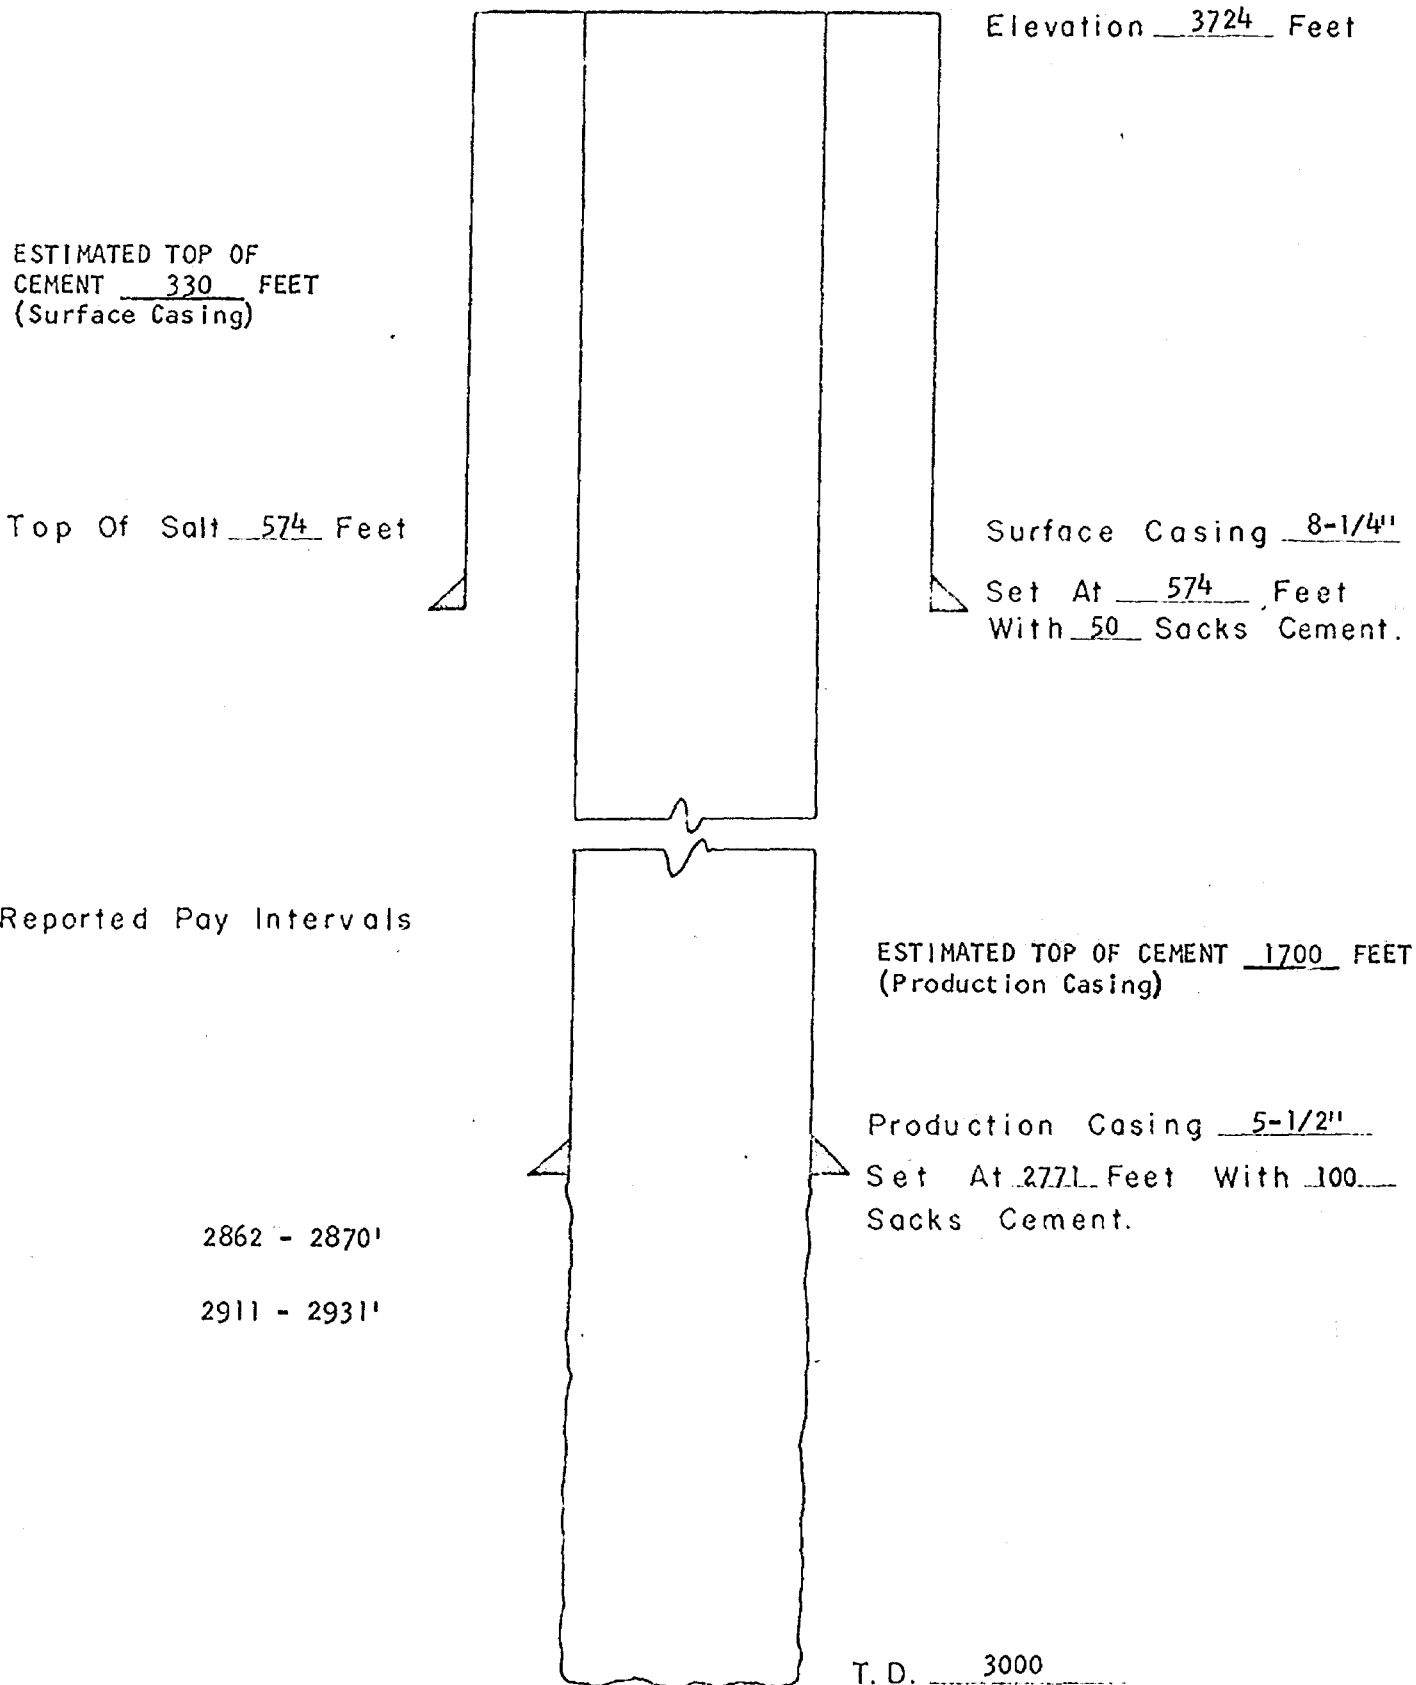 Elevation 3724 Feet
ESTIMATED TOP OF
CEMENT 330 FEET
(Surface Casing)
Top Of Salt 574 Feet
Surface Casing 8-1/4"
Set At 574 Feet
With 50 Sacks Cement.
Reported Pay Intervals
ESTIMATED TOP OF CEMENT 1700 FEET
(Production Casing)
Production Casing 5-1/2"
Set At 2771 Feet With 100
Sacks Cement.
2862 - 2870'
2911 - 2931'
T.D. 3000